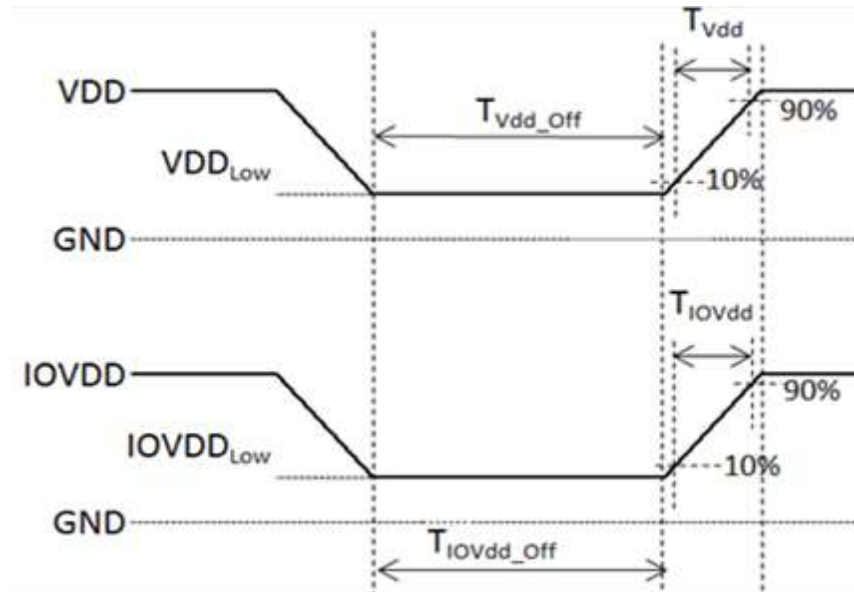 T_Vdd
VDD
90%
T_Vdd_Off
VDD_Low
10%
GND
T_IOVdd
IOVDD
90%
IOVDD_Low
10%
GND
T_IOVdd_Off